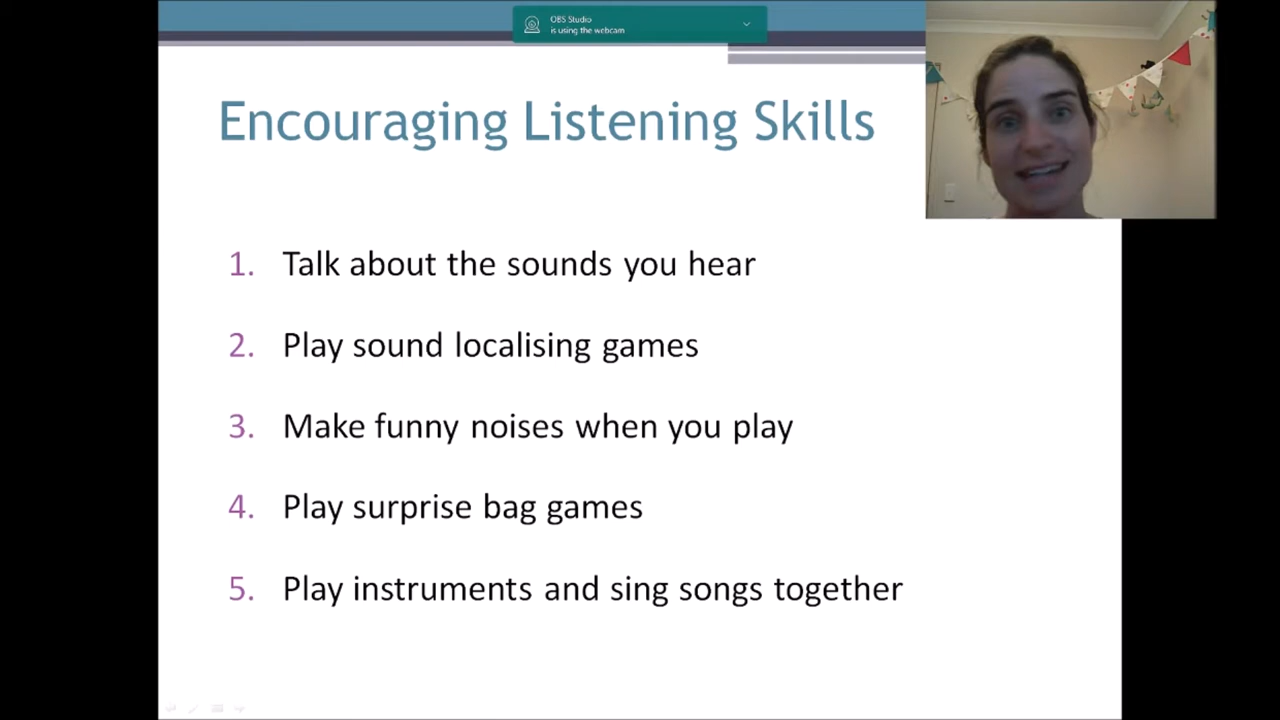 OBS Studio
is using the webcam
Encouraging Listening Skills
1. Talk about the sounds you hear
2. Play sound localising games
3. Make funny noises when you play
4. Play surprise bag games
5. Play instruments and sing songs together